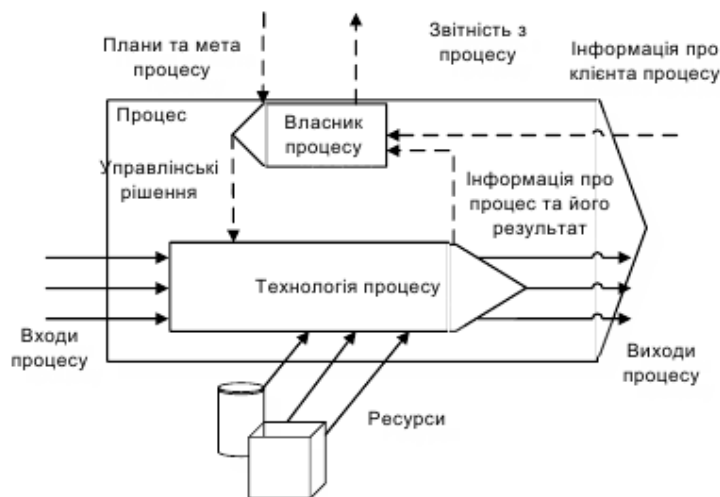 Плани та мета
процесу
Звітність з
процесу
Інформація про
клієнта процесу
Процес
Власник
процесу
Управлінські
рішення
Інформація про
процес та його
результат
Технологія процесу
Входи
процесу
Виходи
процесу
Ресурси